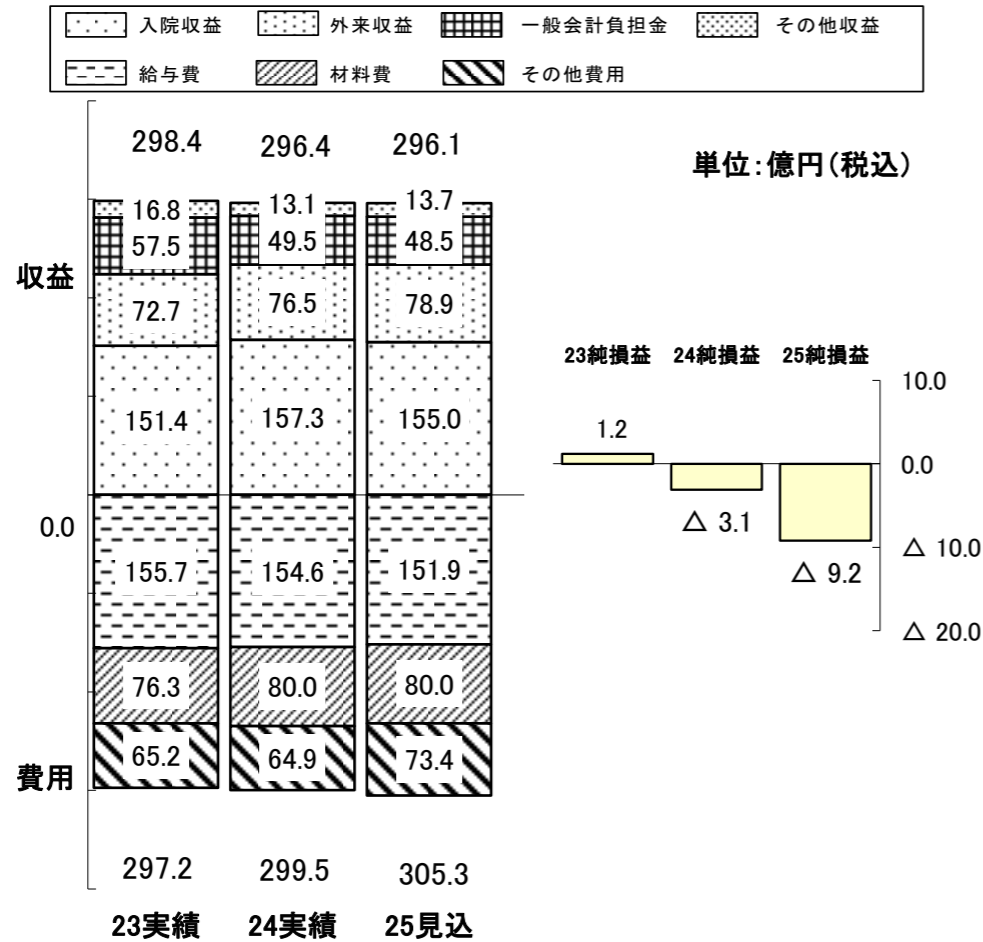 入院収益 外来収益 一般会計負担金 その他収益
給与費 材料費 その他費用
298.4 296.4 296.1
単位：億円（税込）
16.8 13.1 13.7
57.5 49.5 48.5
収益
72.7 76.5 78.9
151.4 157.3 155.0
0.0
155.7 154.6 151.9
76.3 80.0 80.0
65.2 64.9 73.4
費用
297.2 299.5 305.3
23実績 24実績 25見込
23純損益 24純損益 25純損益
10.0
1.2
0.0
△ 3.1
△ 10.0
△ 9.2
△ 20.0